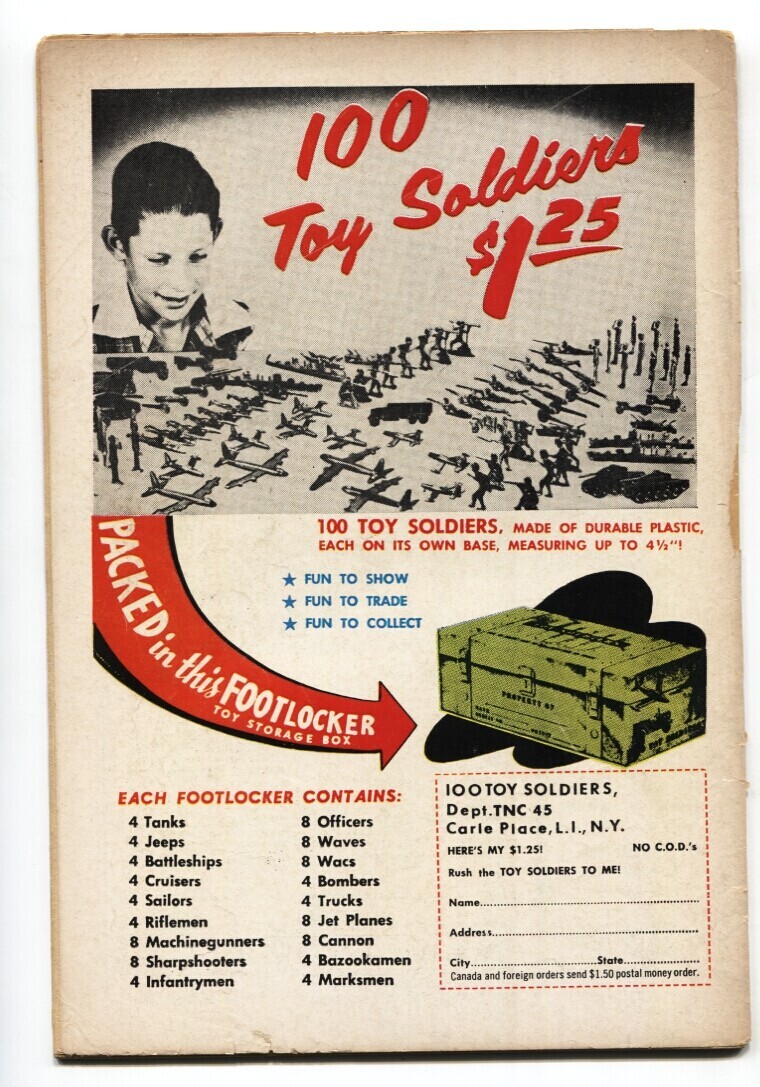 100
Toy Soldiers
$1.25
100 TOY SOLDIERS, MADE OF DURABLE PLASTIC,
EACH ON ITS OWN BASE, MEASURING UP TO 4½"!
★ FUN TO SHOW
★ FUN TO TRADE
★ FUN TO COLLECT
PACKED in this FOOTLOCKER
TOY STORAGE BOX
PROPERTY OF
EACH FOOTLOCKER CONTAINS:
4 Tanks
4 Jeeps
4 Battleships
4 Cruisers
4 Sailors
4 Riflemen
8 Machinegunners
8 Sharpshooters
4 Infantrymen
8 Officers
8 Waves
8 Wacs
4 Bombers
4 Trucks
8 Jet Planes
8 Cannon
4 Bazookamen
4 Marksmen
100 TOY SOLDIERS,
Dept.TNC 45
Carle Place, L.I., N.Y.
HERE'S MY $1.25! NO C.O.D.'s
Rush the TOY SOLDIERS TO ME!
Name
Address
City State
Canada and foreign orders send $1.50 postal money order.